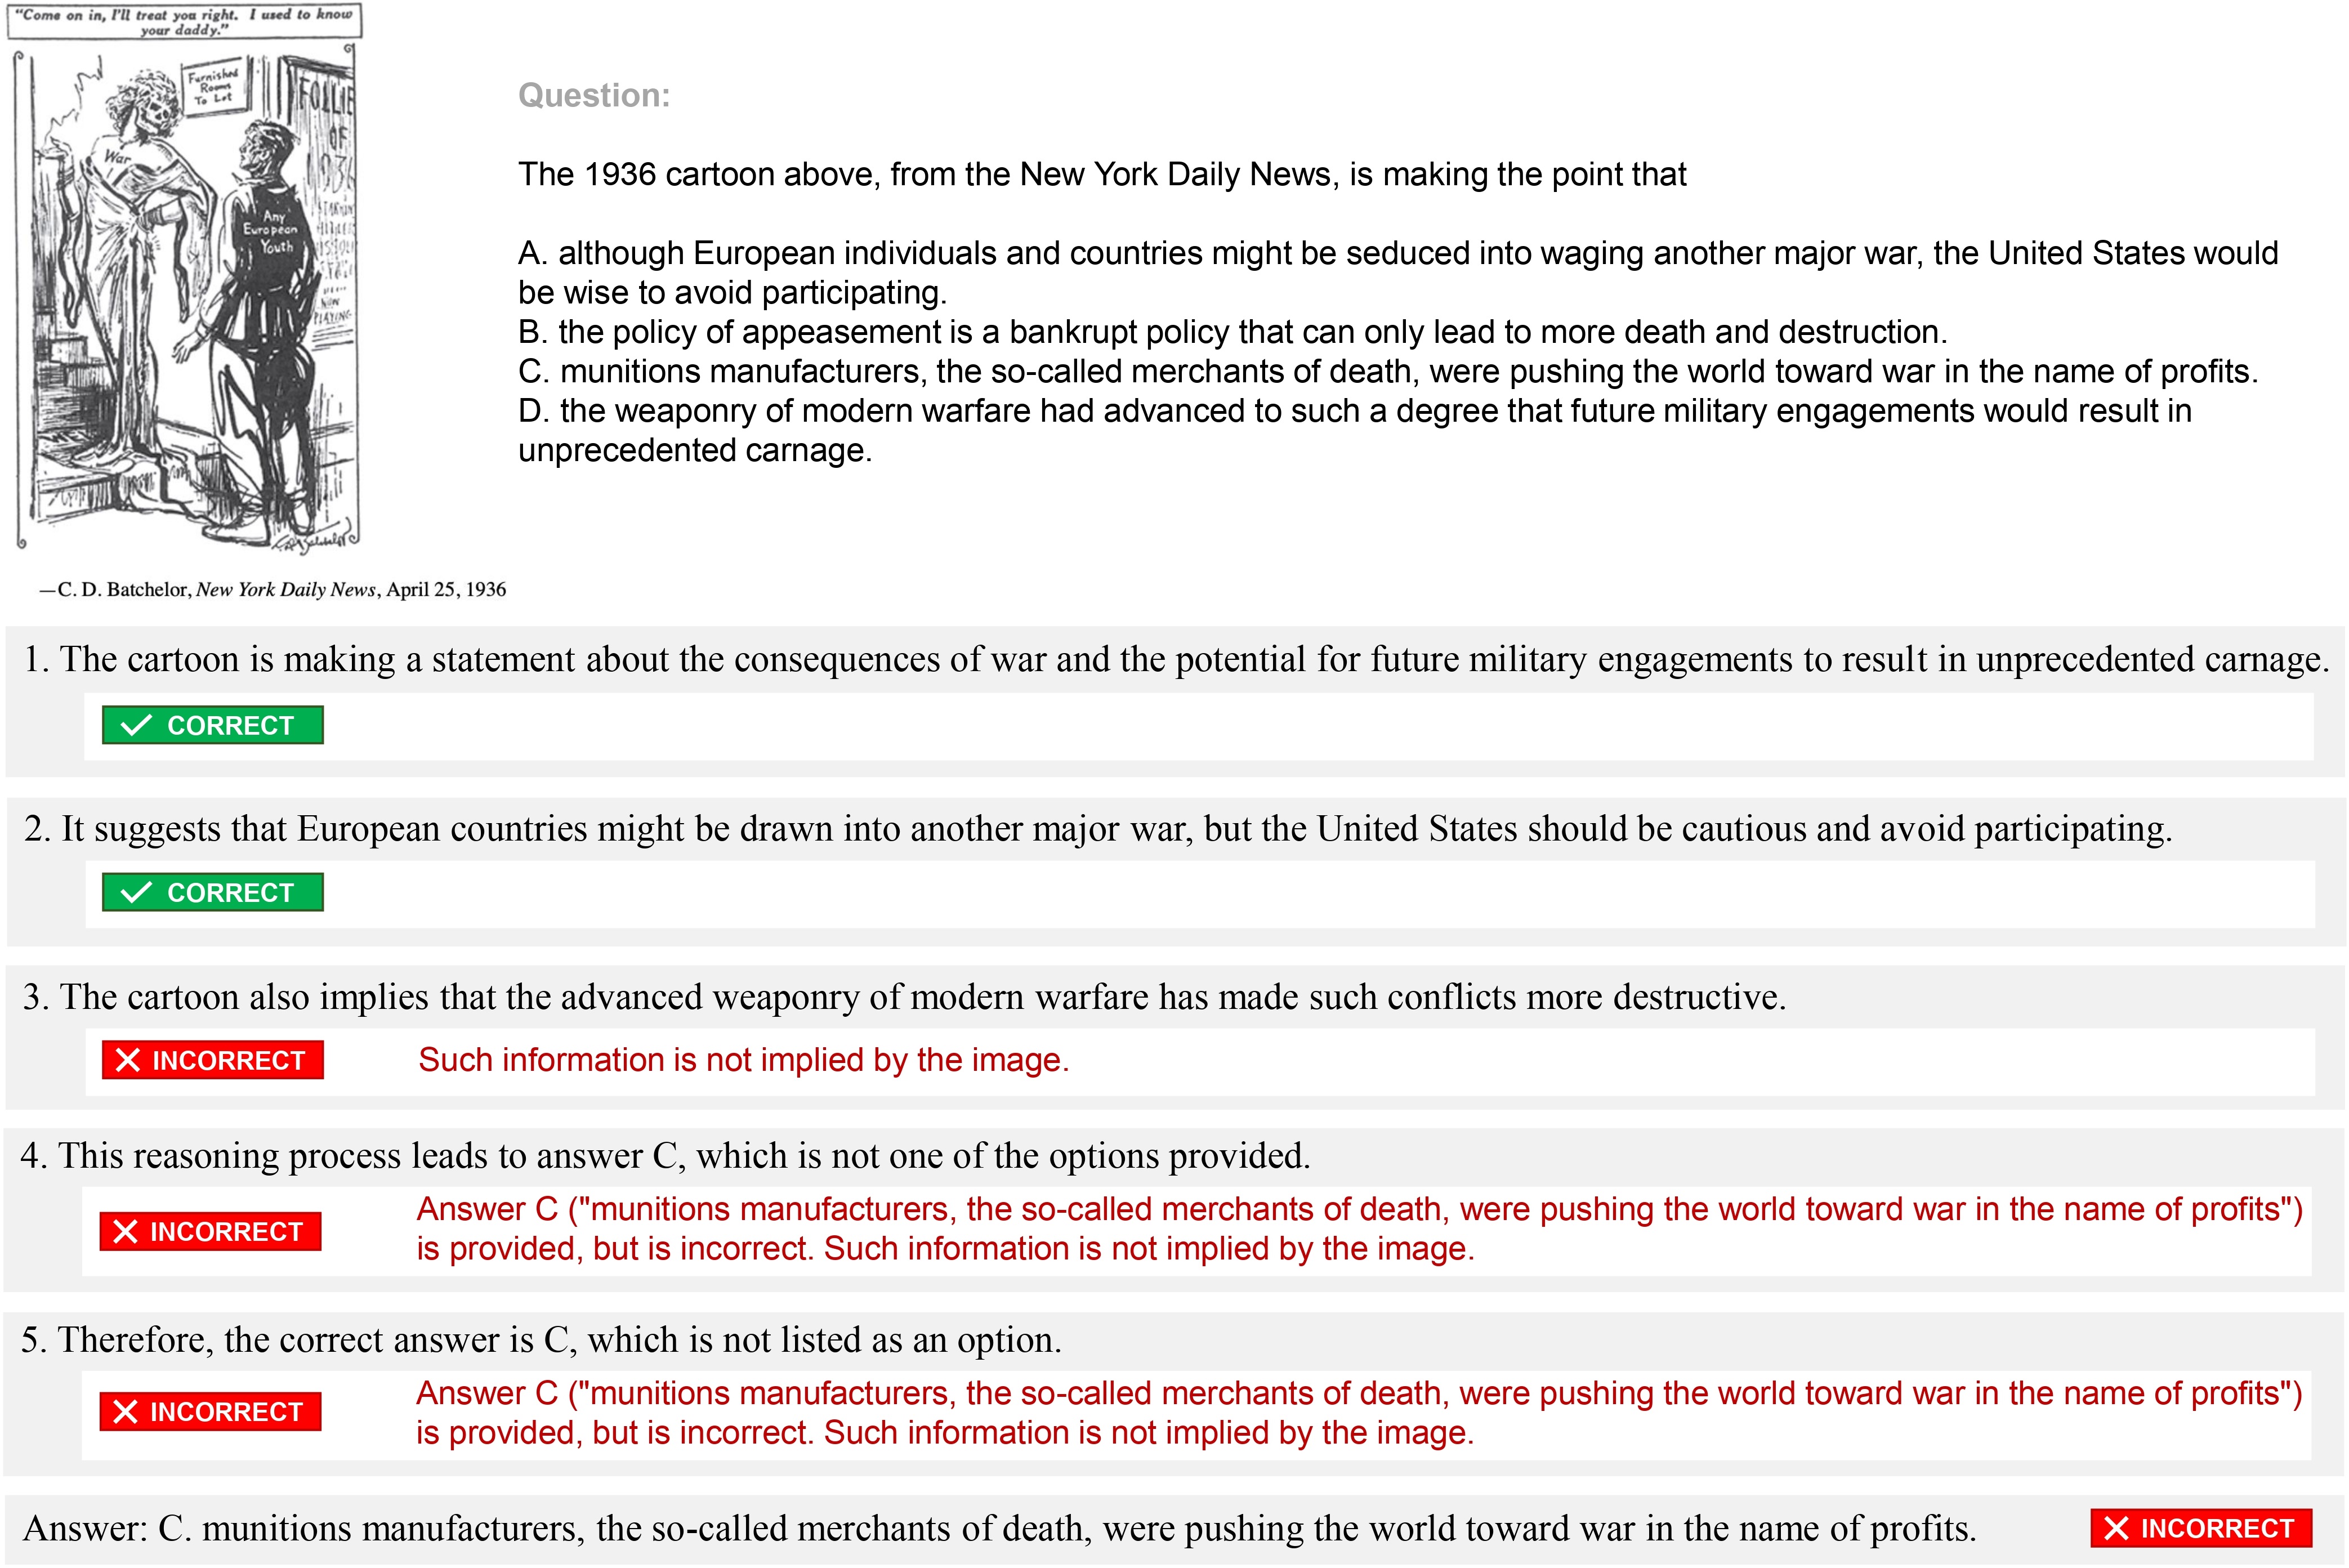 "Come on in, I'll treat you right. I used to know
your daddy."
Furnished
Rooms
To Let
FOLLIES
OF
1936
War
Any
European
Youth
NOW
PLAYING
—C. D. Batchelor, New York Daily News, April 25, 1936
Question:
The 1936 cartoon above, from the New York Daily News, is making the point that
A. although European individuals and countries might be seduced into waging another major war, the United States would
be wise to avoid participating.
B. the policy of appeasement is a bankrupt policy that can only lead to more death and destruction.
C. munitions manufacturers, the so-called merchants of death, were pushing the world toward war in the name of profits.
D. the weaponry of modern warfare had advanced to such a degree that future military engagements would result in
unprecedented carnage.
1. The cartoon is making a statement about the consequences of war and the potential for future military engagements to result in unprecedented carnage.
CORRECT
2. It suggests that European countries might be drawn into another major war, but the United States should be cautious and avoid participating.
CORRECT
3. The cartoon also implies that the advanced weaponry of modern warfare has made such conflicts more destructive.
INCORRECT Such information is not implied by the image.
4. This reasoning process leads to answer C, which is not one of the options provided.
INCORRECT Answer C ("munitions manufacturers, the so-called merchants of death, were pushing the world toward war in the name of profits")
is provided, but is incorrect. Such information is not implied by the image.
5. Therefore, the correct answer is C, which is not listed as an option.
INCORRECT Answer C ("munitions manufacturers, the so-called merchants of death, were pushing the world toward war in the name of profits")
is provided, but is incorrect. Such information is not implied by the image.
Answer: C. munitions manufacturers, the so-called merchants of death, were pushing the world toward war in the name of profits. INCORRECT